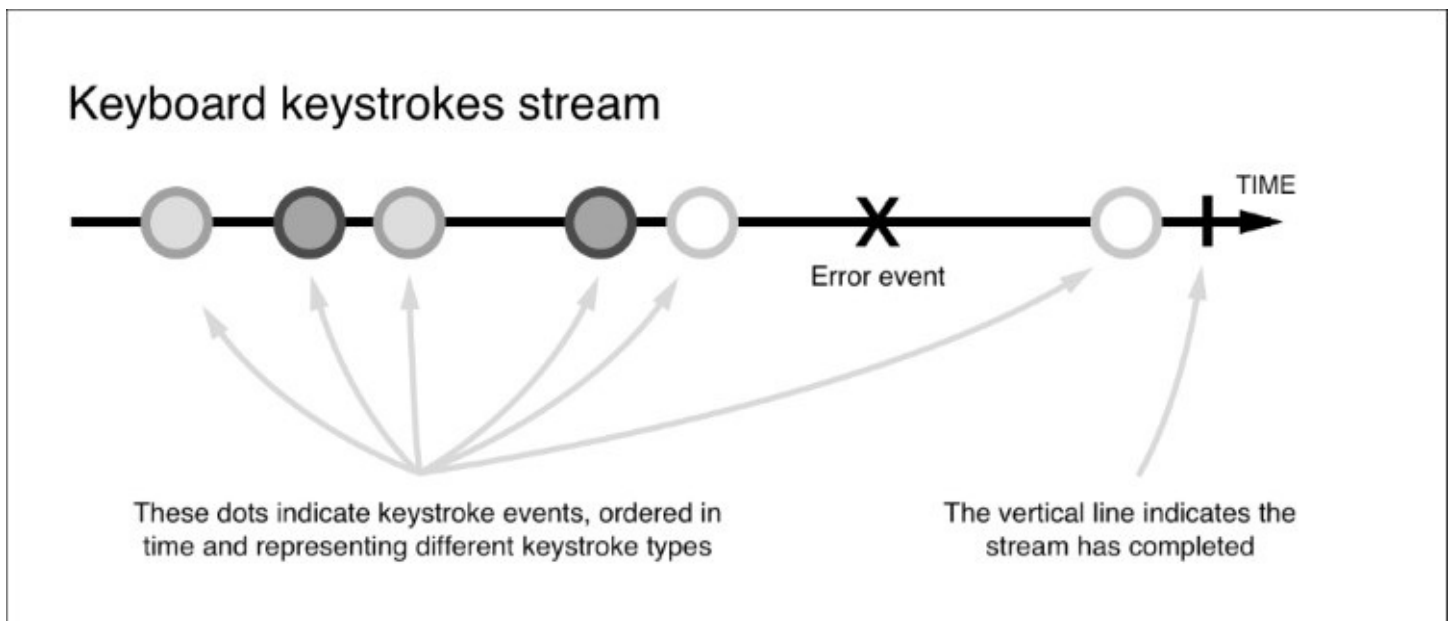 Keyboard keystrokes stream
TIME
X
Error event
These dots indicate keystroke events, ordered in
time and representing different keystroke types
The vertical line indicates the
stream has completed